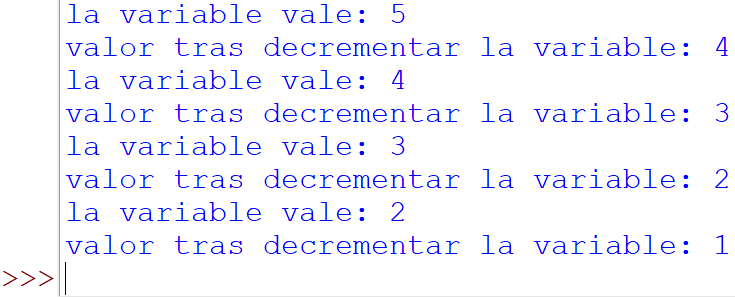 la variable vale: 5
valor tras decrementar la variable: 4
la variable vale: 4
valor tras decrementar la variable: 3
la variable vale: 3
valor tras decrementar la variable: 2
la variable vale: 2
valor tras decrementar la variable: 1
>>>